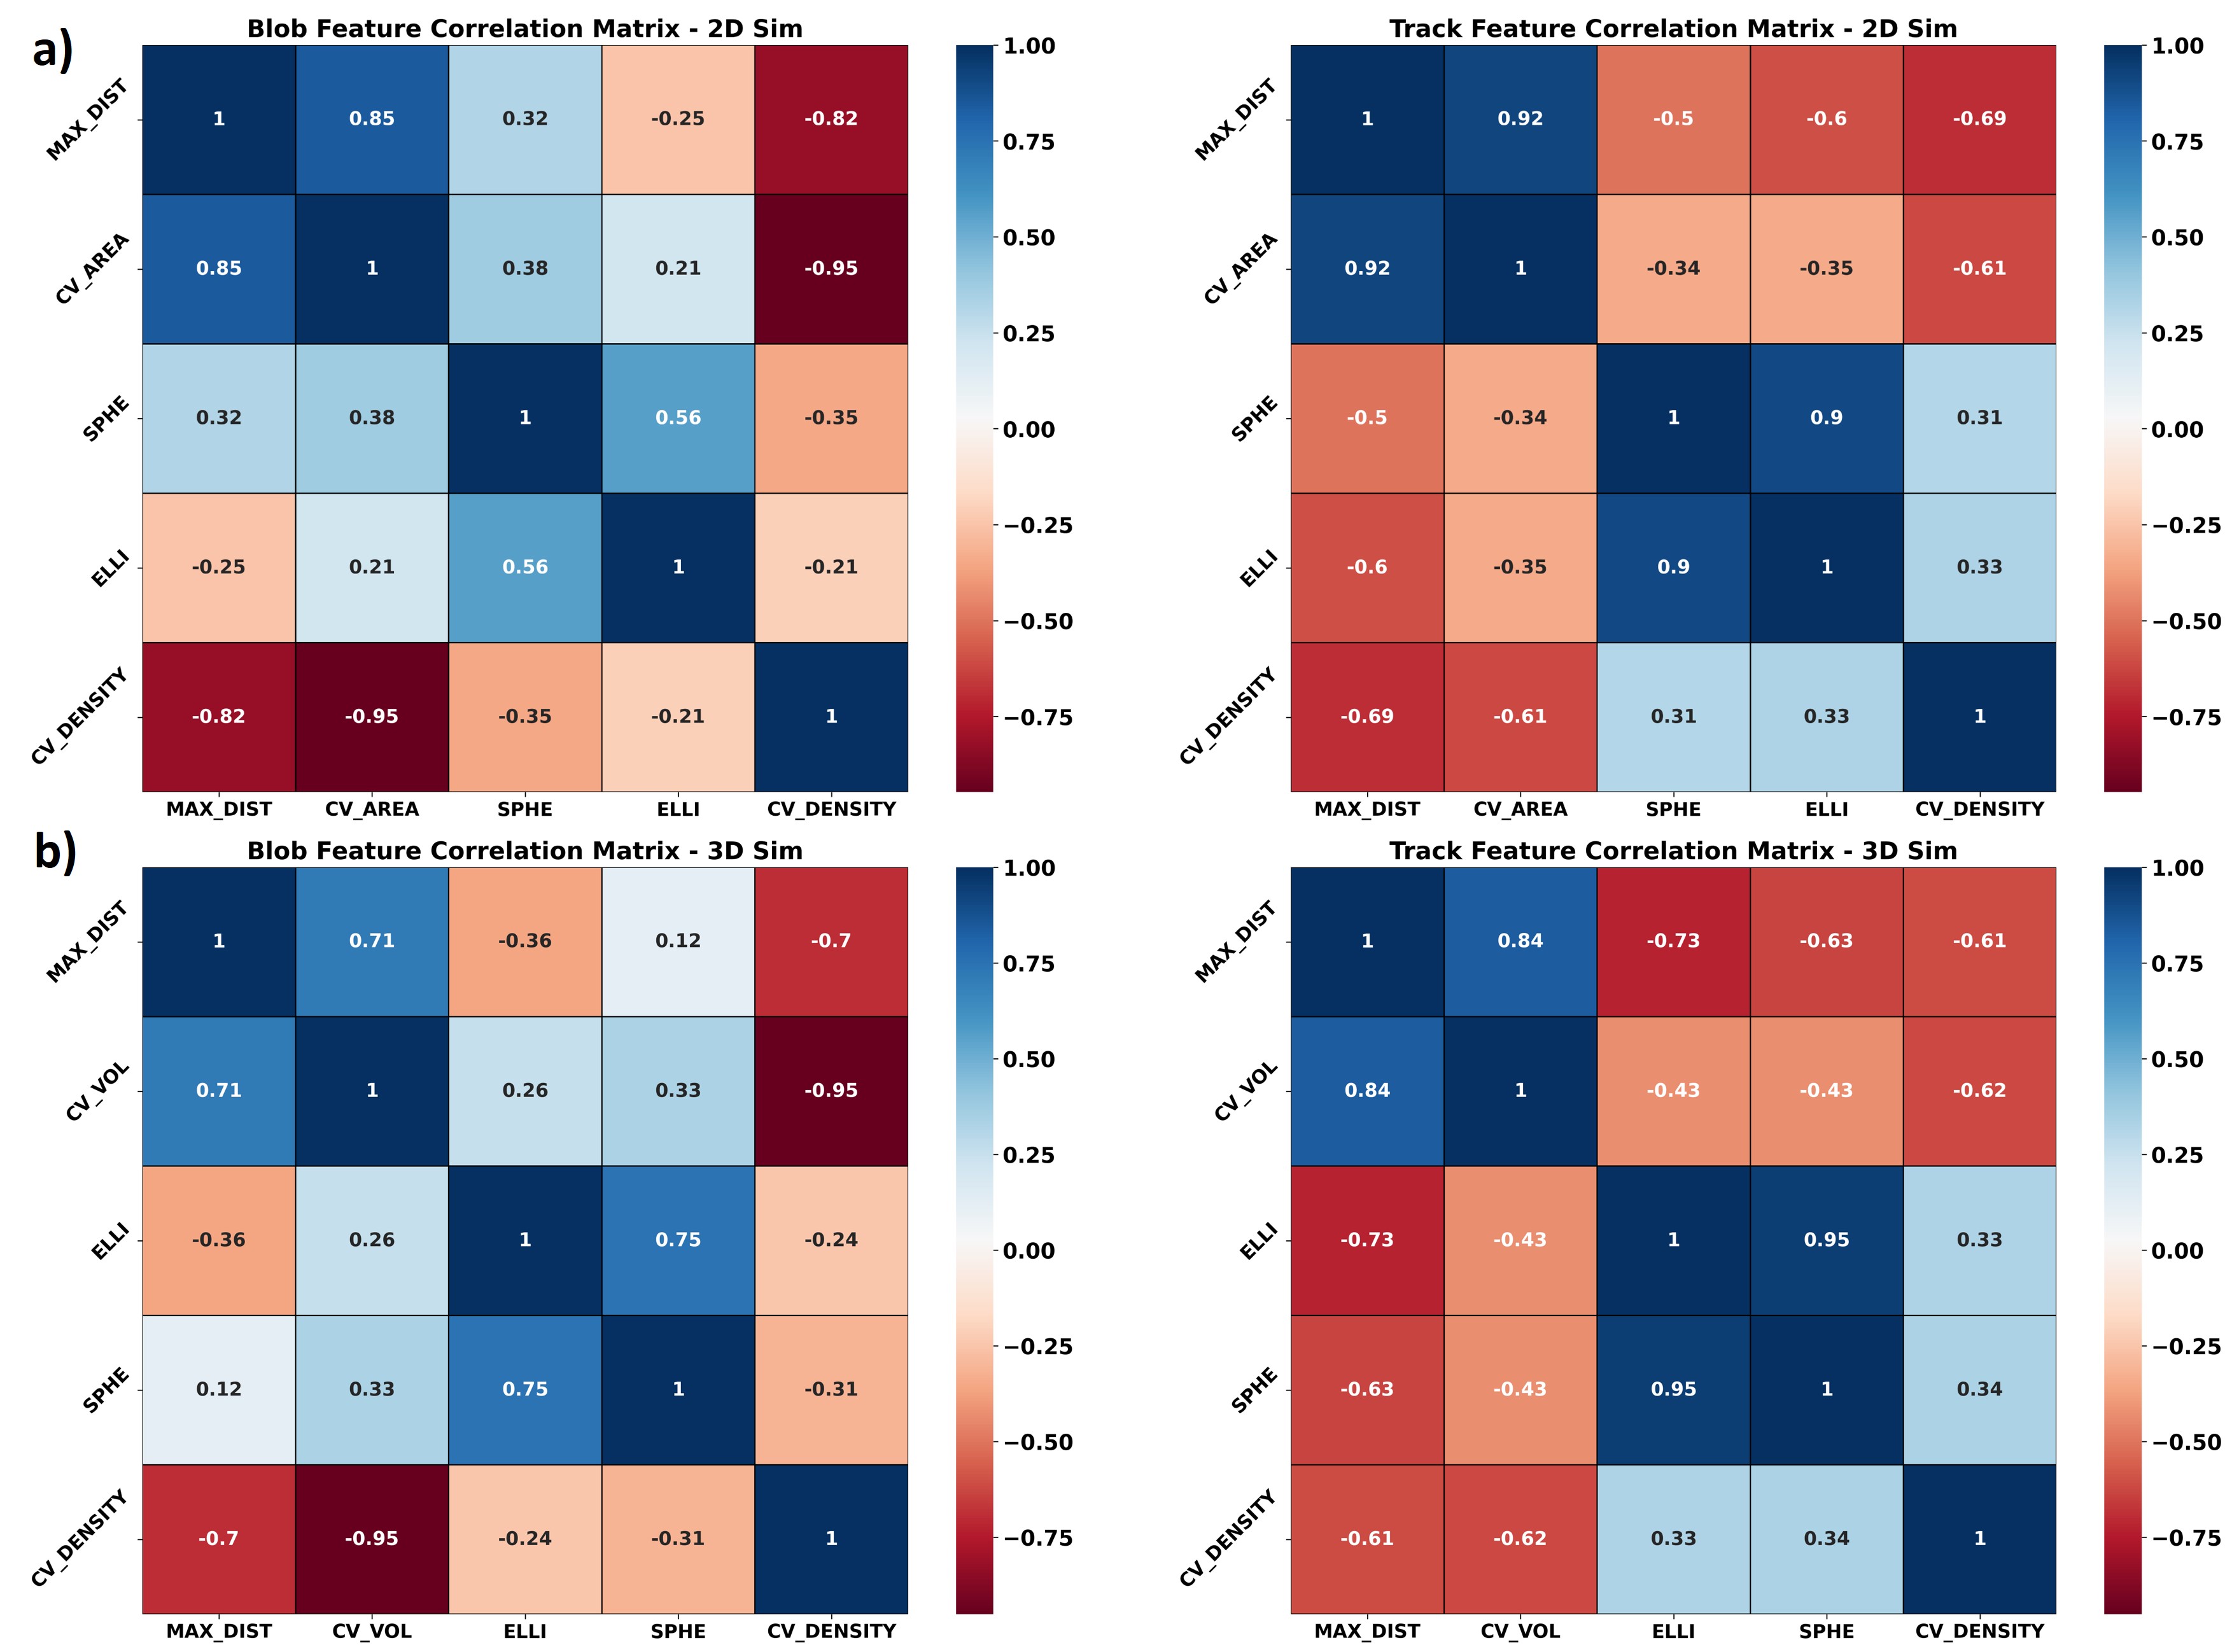 a)
Blob Feature Correlation Matrix - 2D Sim
MAX_DIST 1 0.85 0.32 -0.25 -0.82
CV_AREA 0.85 1 0.38 0.21 -0.95
SPHE 0.32 0.38 1 0.56 -0.35
ELLI -0.25 0.21 0.56 1 -0.21
CV_DENSITY -0.82 -0.95 -0.35 -0.21 1
MAX_DIST CV_AREA SPHE ELLI CV_DENSITY
1.00
0.75
0.50
0.25
0.00
−0.25
−0.50
−0.75
Track Feature Correlation Matrix - 2D Sim
MAX_DIST 1 0.92 -0.5 -0.6 -0.69
CV_AREA 0.92 1 -0.34 -0.35 -0.61
SPHE -0.5 -0.34 1 0.9 0.31
ELLI -0.6 -0.35 0.9 1 0.33
CV_DENSITY -0.69 -0.61 0.31 0.33 1
MAX_DIST CV_AREA SPHE ELLI CV_DENSITY
1.00
0.75
0.50
0.25
0.00
−0.25
−0.50
−0.75
b)
Blob Feature Correlation Matrix - 3D Sim
MAX_DIST 1 0.71 -0.36 0.12 -0.7
CV_VOL 0.71 1 0.26 0.33 -0.95
ELLI -0.36 0.26 1 0.75 -0.24
SPHE 0.12 0.33 0.75 1 -0.31
CV_DENSITY -0.7 -0.95 -0.24 -0.31 1
MAX_DIST CV_VOL ELLI SPHE CV_DENSITY
1.00
0.75
0.50
0.25
0.00
−0.25
−0.50
−0.75
Track Feature Correlation Matrix - 3D Sim
MAX_DIST 1 0.84 -0.73 -0.63 -0.61
CV_VOL 0.84 1 -0.43 -0.43 -0.62
ELLI -0.73 -0.43 1 0.95 0.33
SPHE -0.63 -0.43 0.95 1 0.34
CV_DENSITY -0.61 -0.62 0.33 0.34 1
MAX_DIST CV_VOL ELLI SPHE CV_DENSITY
1.00
0.75
0.50
0.25
0.00
−0.25
−0.50
−0.75